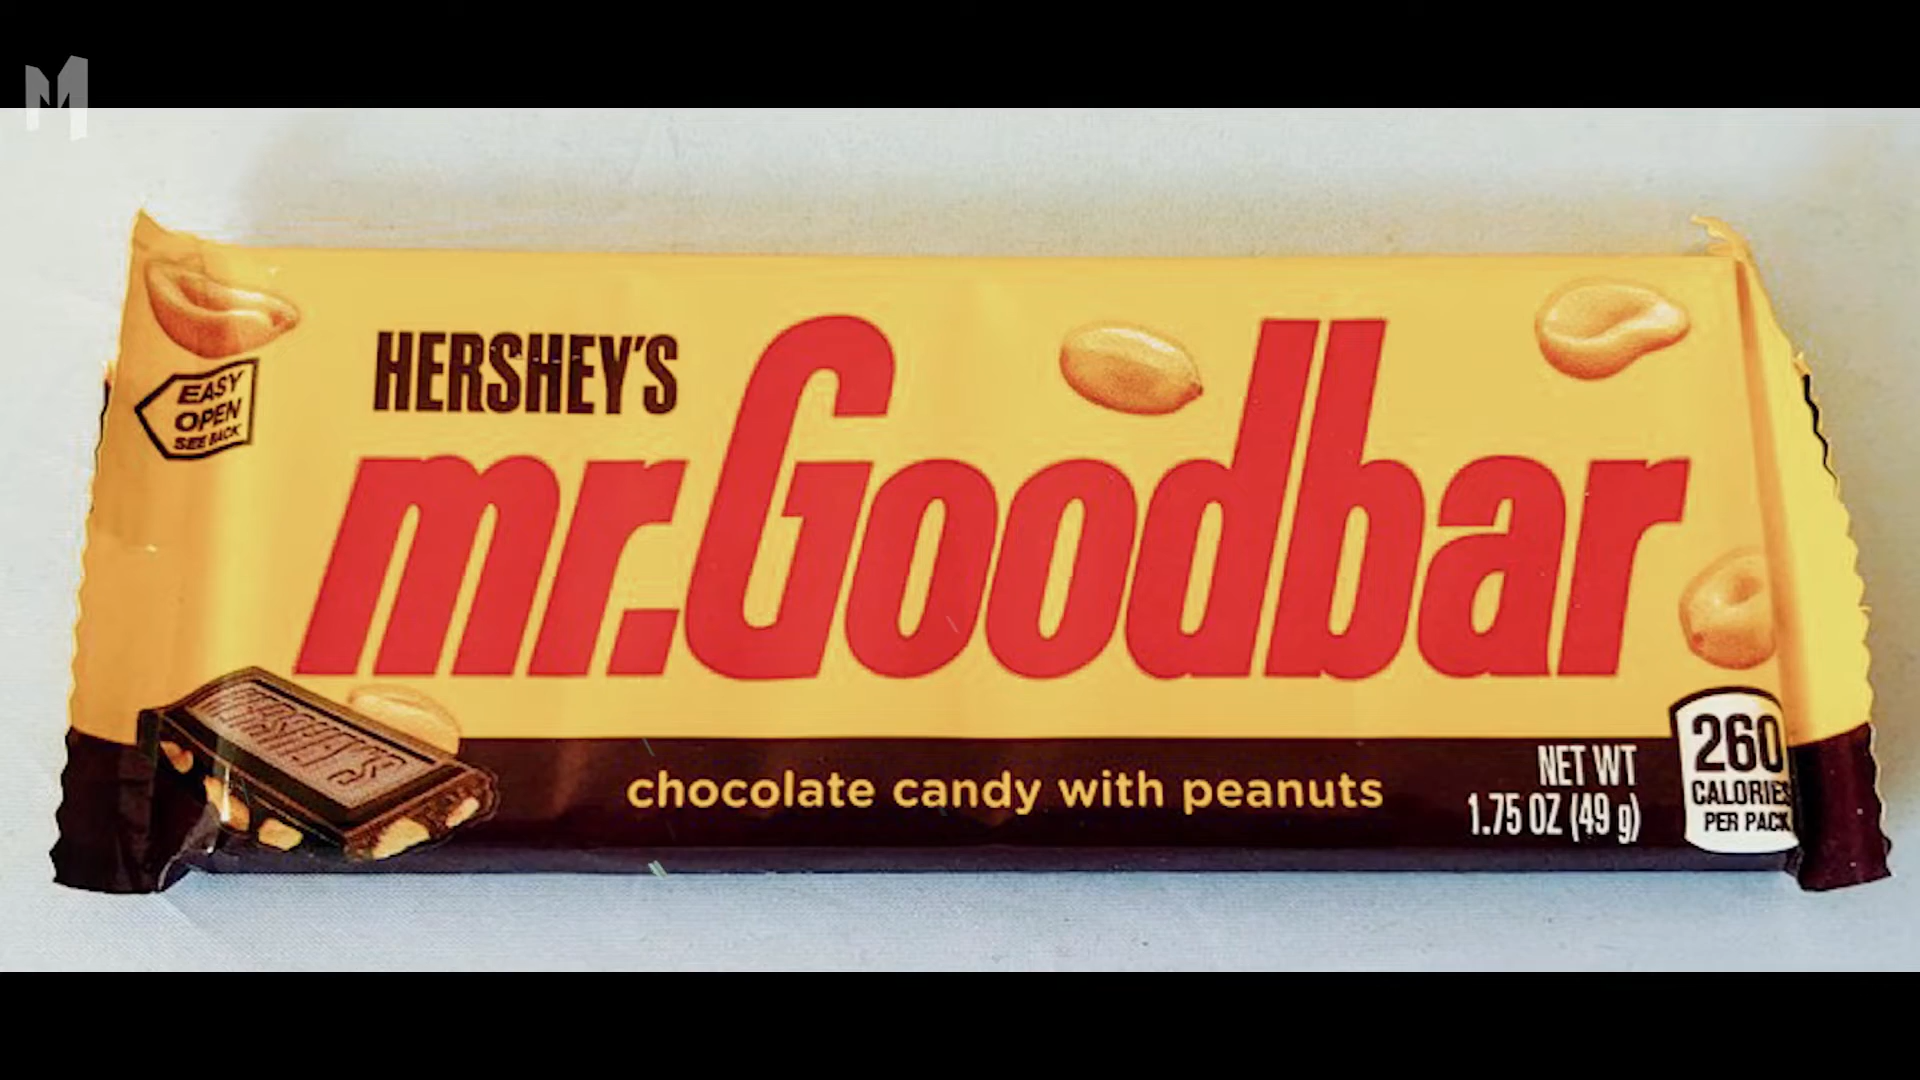 M
HERSHEY'S
mr.Goodbar
EASY
OPEN
SEE BACK
HERSHEY'S
chocolate candy with peanuts
NET WT
1.75 OZ (49 g)
260
CALORIES
PER PACK